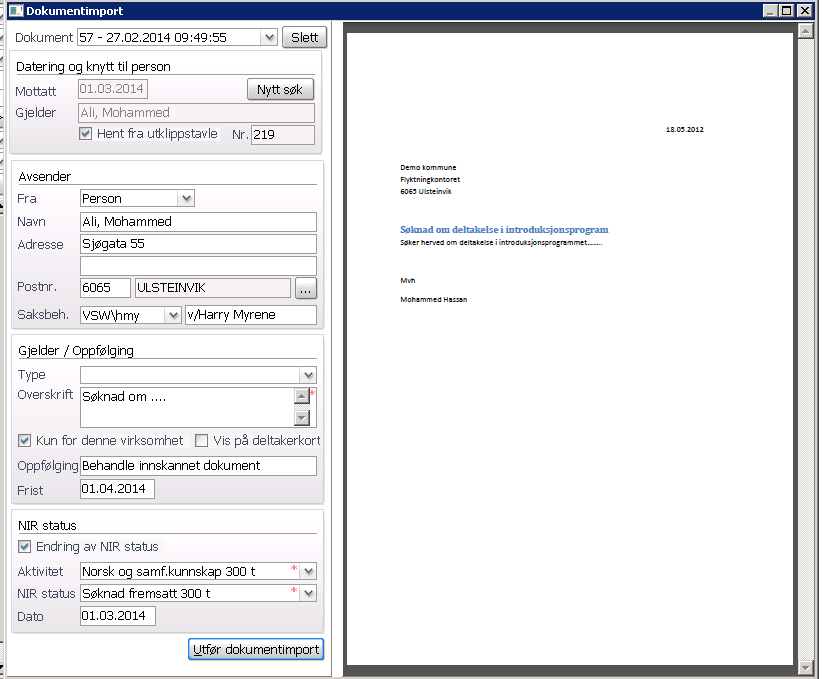 Dokumentimport
Dokument 57 - 27.02.2014 09:49:55 Slett
Datering og knytt til person
Mottatt 01.03.2014 Nytt søk
Gjelder Ali, Mohammed
Hent fra utklippstavle Nr. 219
Avsender
Fra Person
Navn Ali, Mohammed
Adresse Sjøgata 55
Postnr. 6065 ULSTEINVIK ...
Saksbeh. VSW\hmy v/Harry Myrene
Gjelder / Oppfølging
Type
Overskrift Søknad om .... *
Kun for denne virksomhet Vis på deltakerkort
Oppfølging Behandle innskannet dokument
Frist 01.04.2014
NIR status
Endring av NIR status
Aktivitet Norsk og samf.kunnskap 300 t *
NIR status Søknad fremsatt 300 t *
Dato 01.03.2014
Utfør dokumentimport
18.05.2012
Demo kommune
Flyktningkontoret
6065 Ulsteinvik
Søknad om deltakelse i introduksjonsprogram
Søker herved om deltakelse i introduksjonsprogrammet........
Mvh
Mohammed Hassan